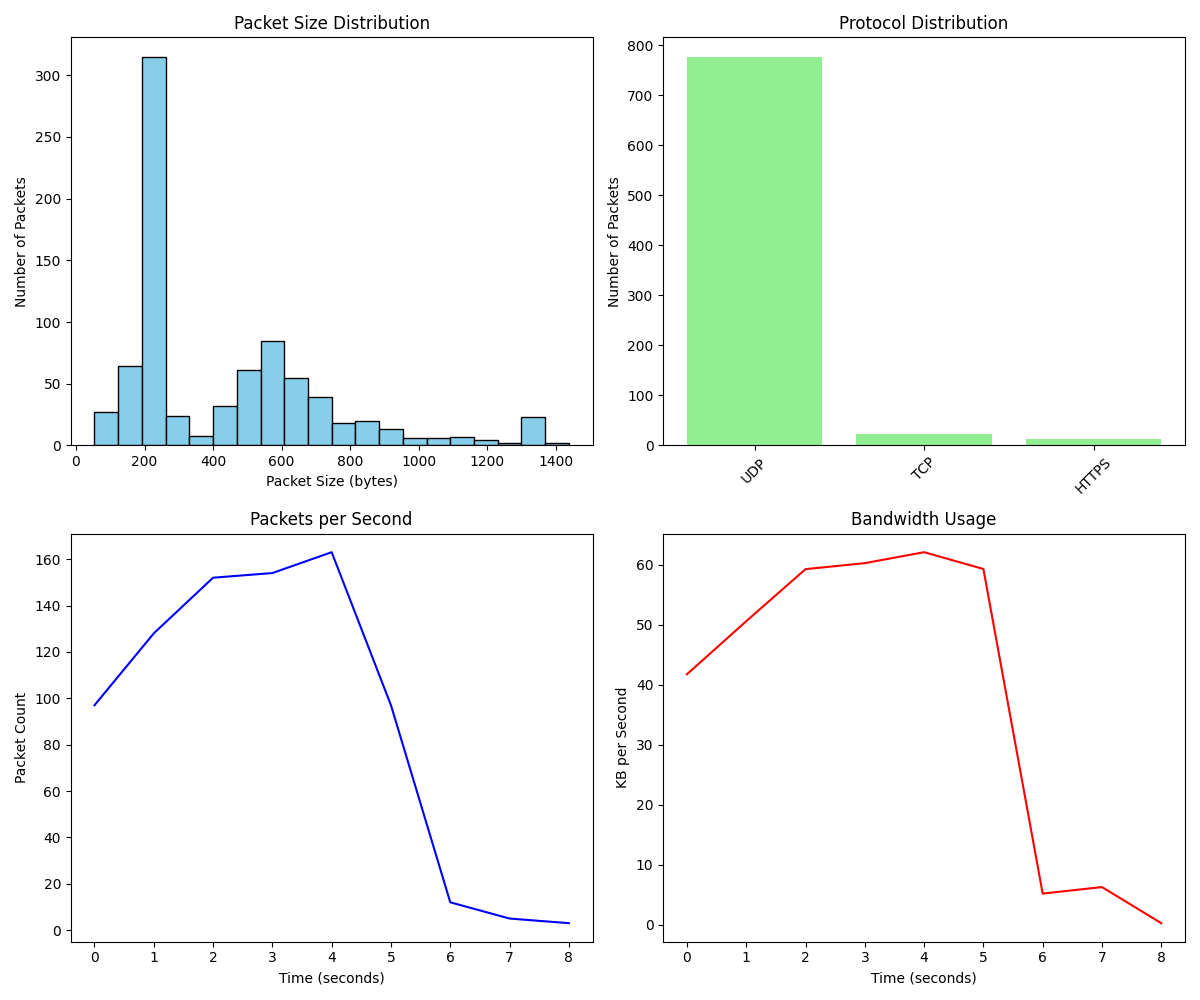 Packet Size Distribution
Number of Packets
300
250
200
150
100
50
0
0 200 400 600 800 1000 1200 1400
Packet Size (bytes)
Protocol Distribution
Number of Packets
800
700
600
500
400
300
200
100
0
UDP TCP HTTPS
Packets per Second
Packet Count
160
140
120
100
80
60
40
20
0
0 1 2 3 4 5 6 7 8
Time (seconds)
Bandwidth Usage
KB per Second
60
50
40
30
20
10
0
0 1 2 3 4 5 6 7 8
Time (seconds)